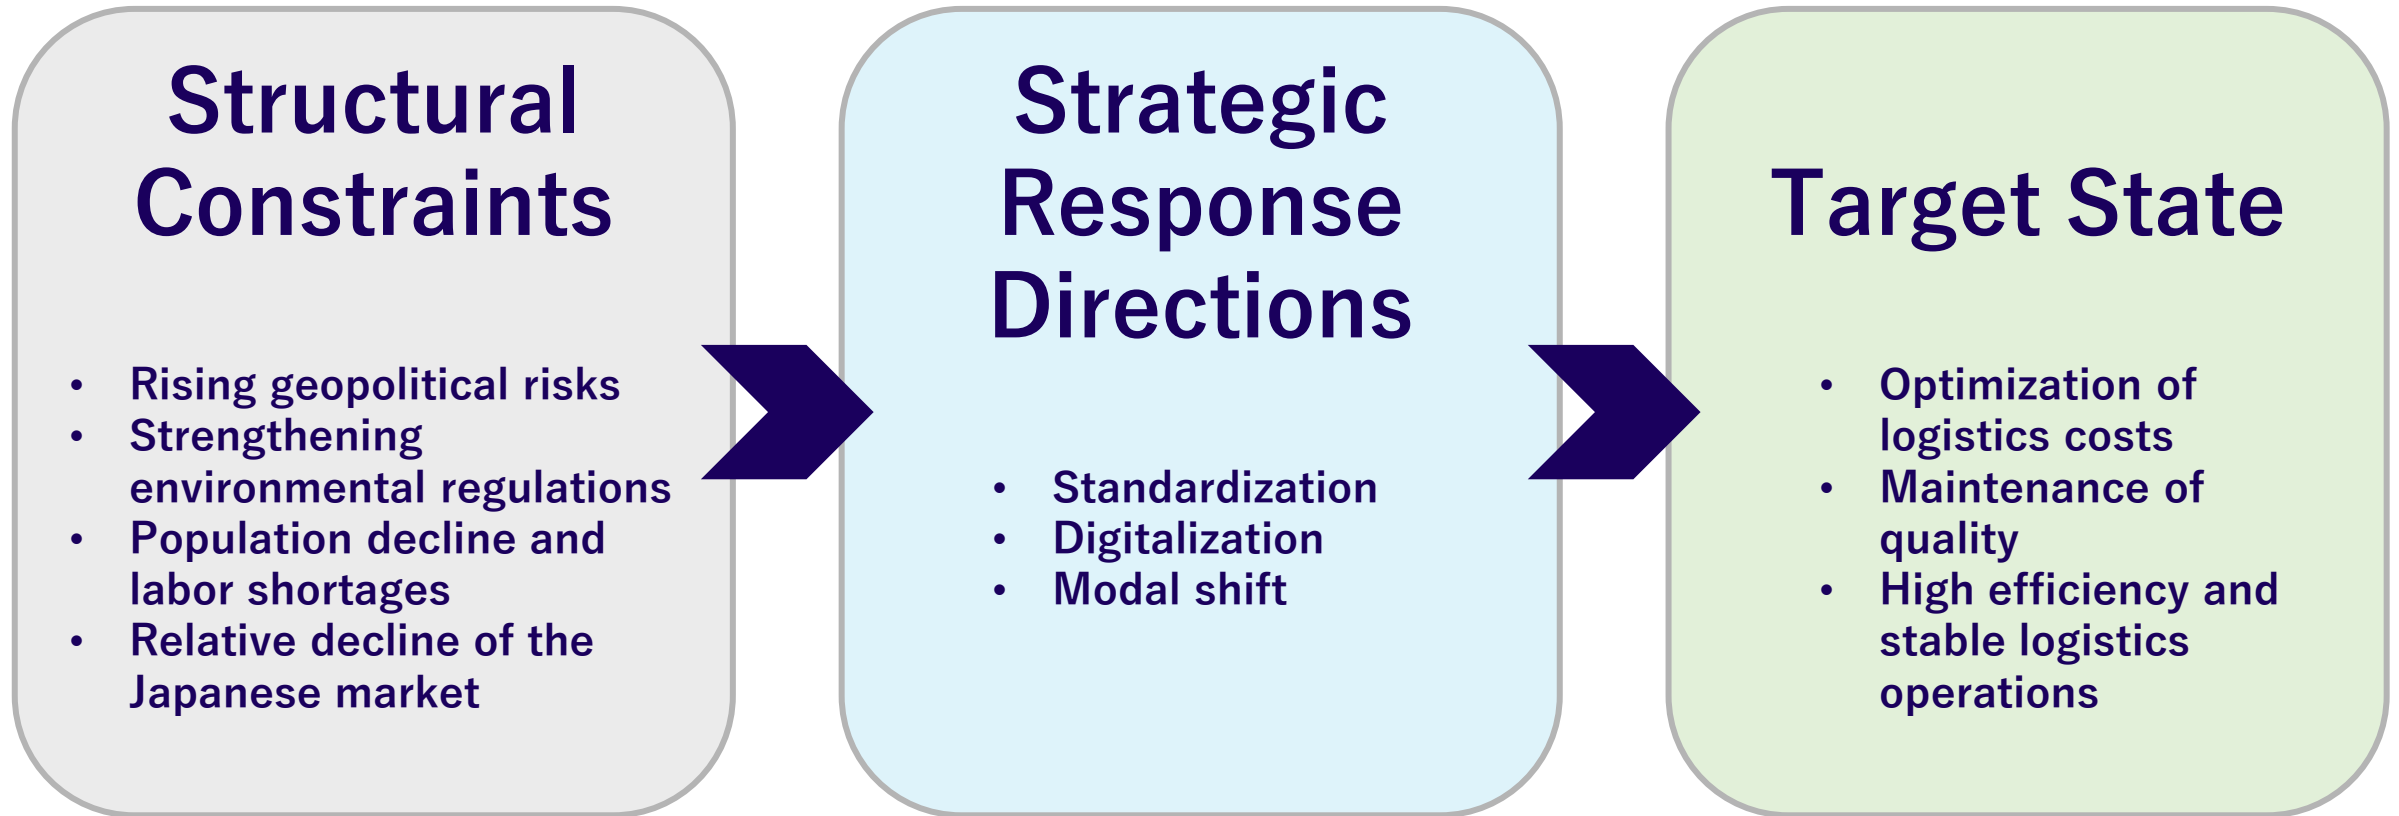 Structural
Constraints
• Rising geopolitical risks
• Strengthening
environmental regulations
• Population decline and
labor shortages
• Relative decline of the
Japanese market
Strategic
Response
Directions
• Standardization
• Digitalization
• Modal shift
Target State
• Optimization of
logistics costs
• Maintenance of
quality
• High efficiency and
stable logistics
operations